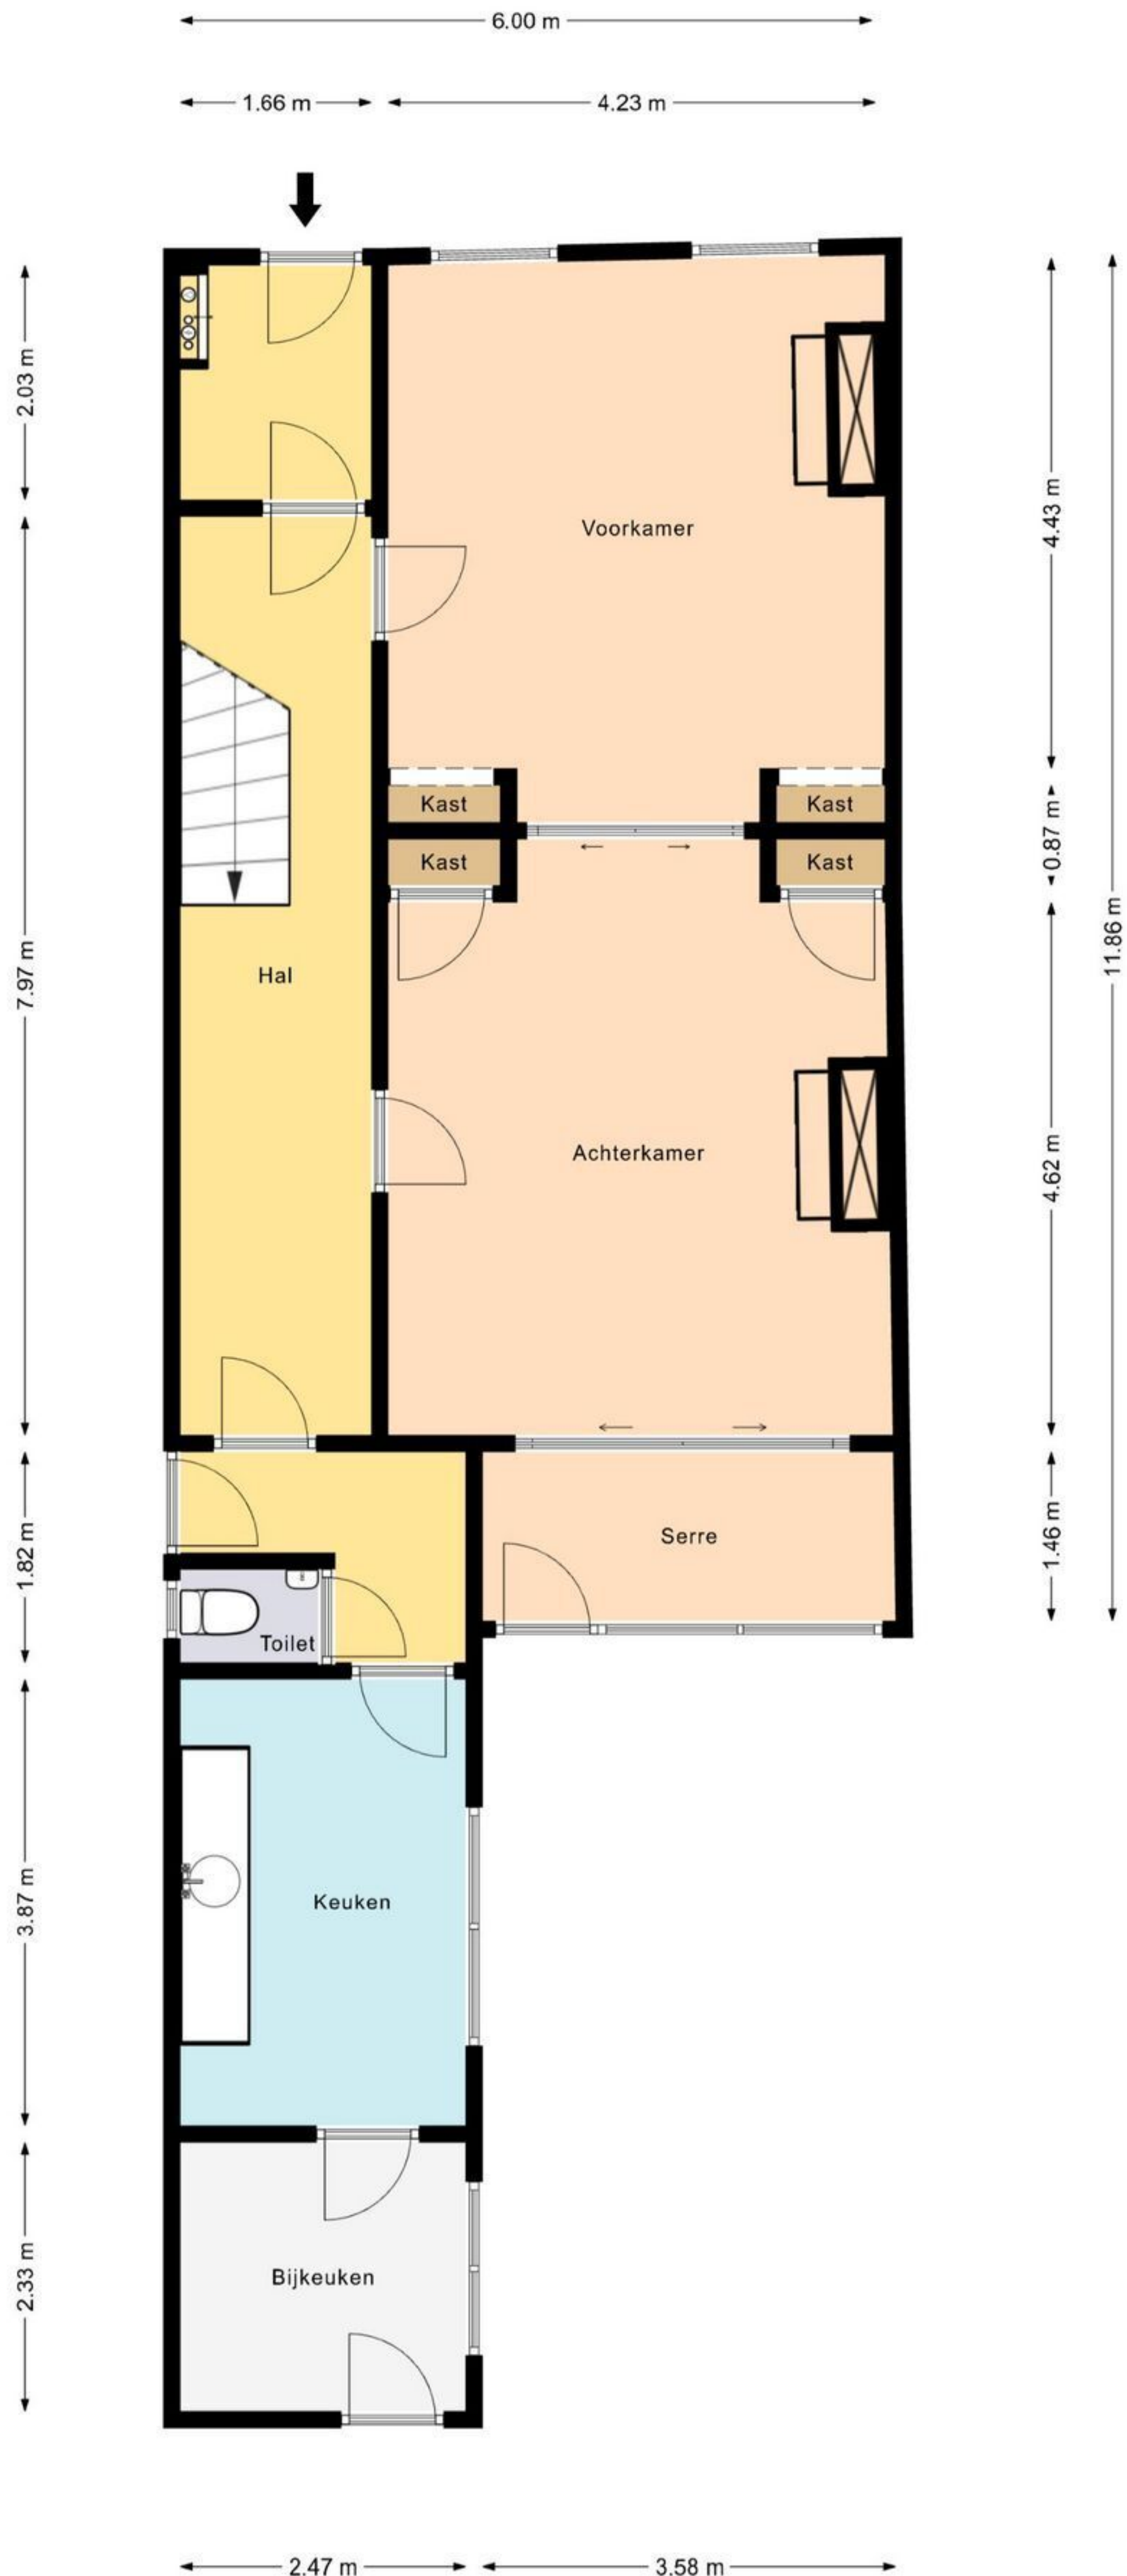 6.00 m
1.66 m
4.23 m
2.03 m
4.43 m
Voorkamer
Kast
Kast
0.87 m
Kast
Kast
11.86 m
7.97 m
Hal
Achterkamer
4.62 m
Serre
1.46 m
1.82 m
Toilet
3.87 m
Keuken
2.33 m
Bijkeuken
2.47 m
3.58 m